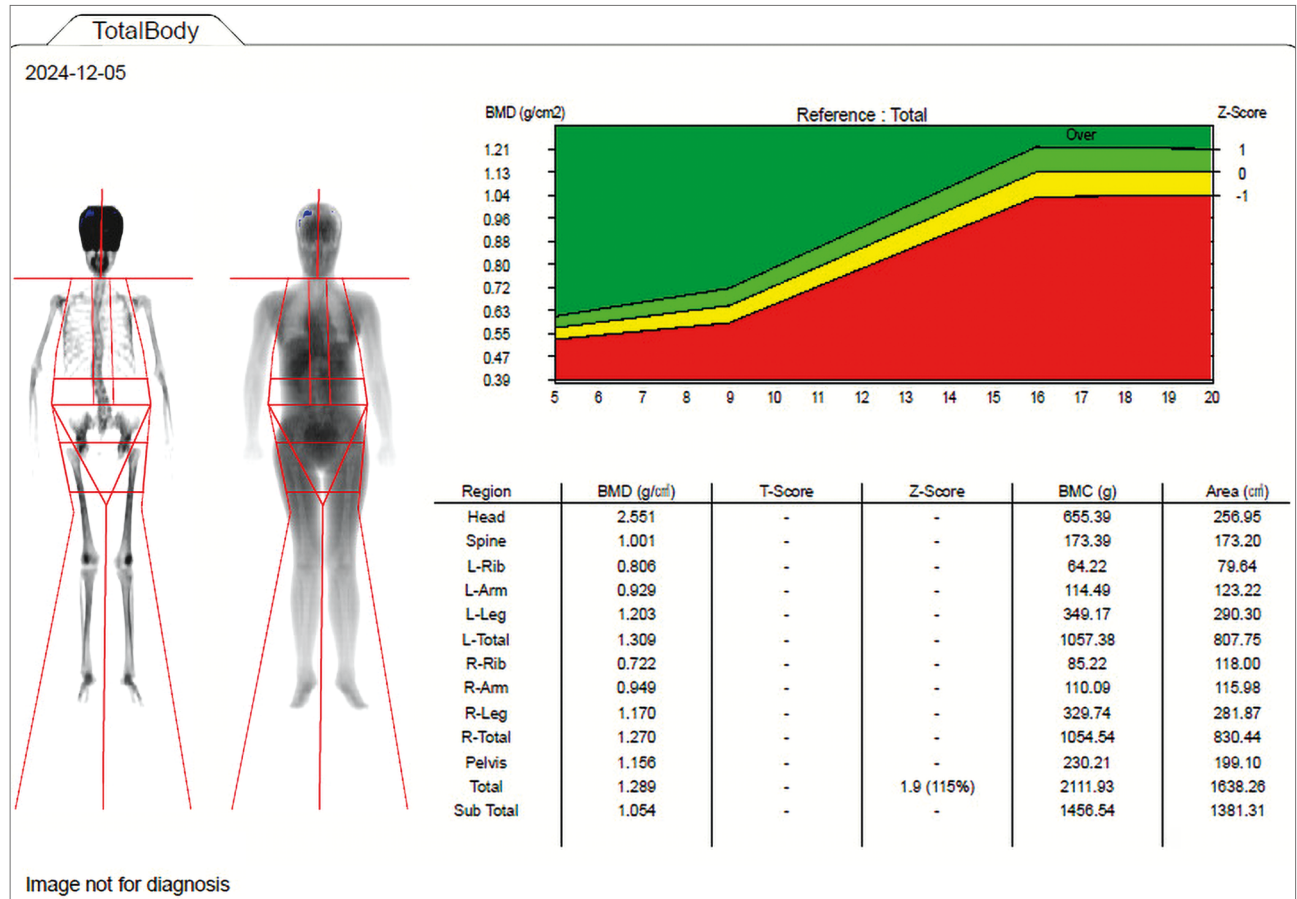 TotalBody
2024-12-05
BMD (g/cm2) Reference : Total Z-Score
Over
1.21 1
1.13 0
1.04 -1
0.96
0.88
0.80
0.72
0.63
0.55
0.47
0.39
5 6 7 8 9 10 11 12 13 14 15 16 17 18 19 20
Region BMD (g/㎠) T-Score Z-Score BMC (g) Area (㎠)
Head 2.551 - - 655.39 256.95
Spine 1.001 - - 173.39 173.20
L-Rib 0.806 - - 64.22 79.64
L-Arm 0.929 - - 114.49 123.22
L-Leg 1.203 - - 349.17 290.30
L-Total 1.309 - - 1057.38 807.75
R-Rib 0.722 - - 85.22 118.00
R-Arm 0.949 - - 110.09 115.98
R-Leg 1.170 - - 329.74 281.87
R-Total 1.270 - - 1054.54 830.44
Pelvis 1.156 - - 230.21 199.10
Total 1.289 - 1.9 (115%) 2111.93 1638.26
Sub Total 1.054 - - 1456.54 1381.31
Image not for diagnosis